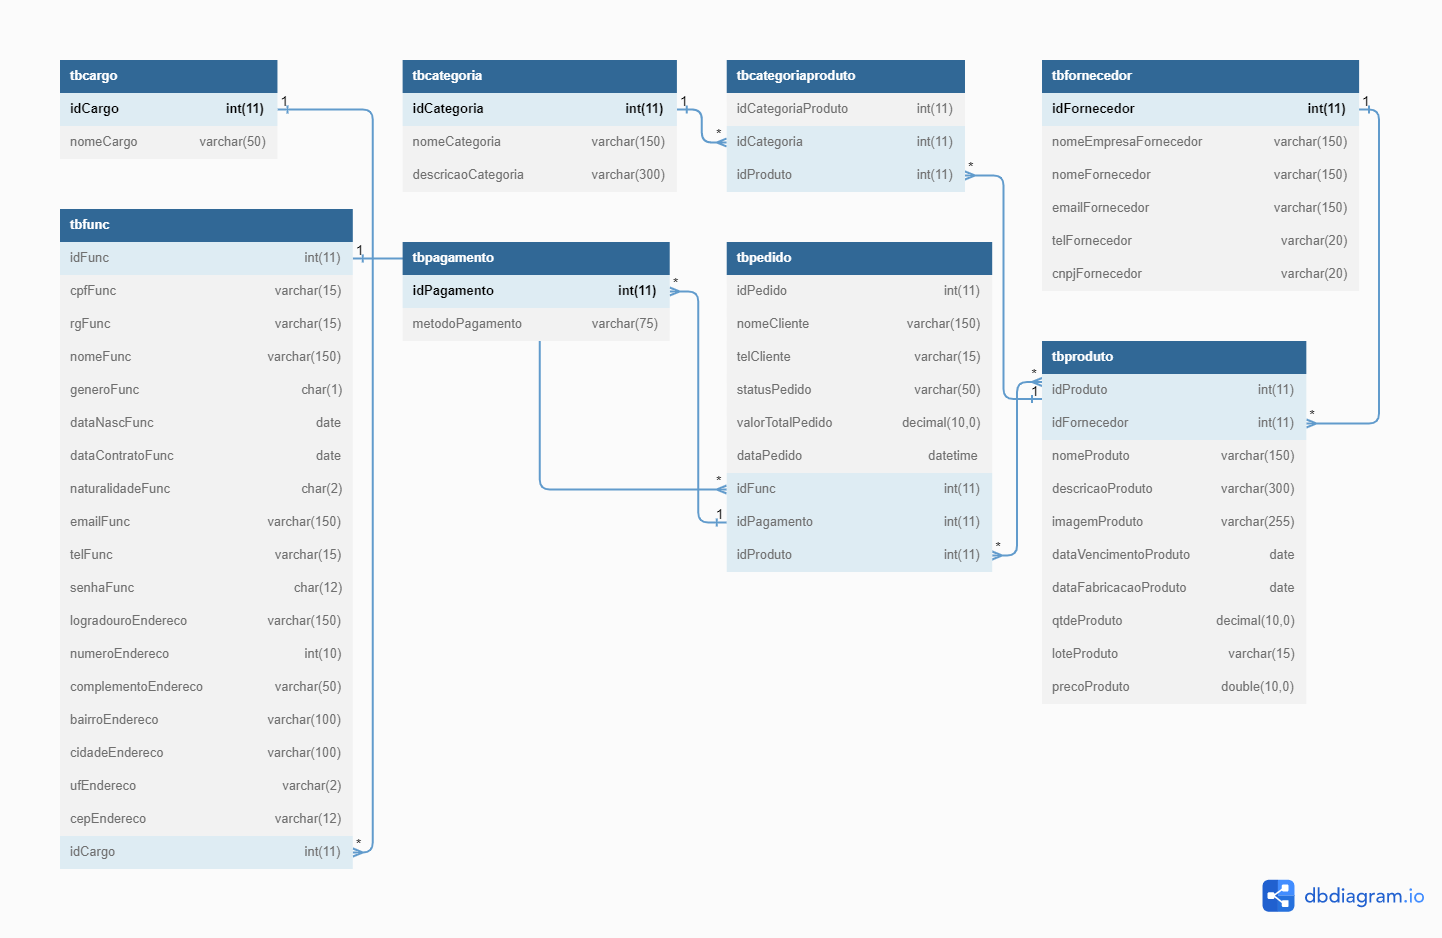 tbcargo
idCargo int(11)
nomeCargo varchar(50)
1
tbcategoria
idCategoria int(11)
nomeCategoria varchar(150)
descricaoCategoria varchar(300)
1
*
tbcategoriaproduto
idCategoriaProduto int(11)
idCategoria int(11)
idProduto int(11)
*
tbfornecedor
idFornecedor int(11)
nomeEmpresaFornecedor varchar(150)
nomeFornecedor varchar(150)
emailFornecedor varchar(150)
telFornecedor varchar(20)
cnpjFornecedor varchar(20)
1
tbfunc
idFunc int(11)
cpfFunc varchar(15)
rgFunc varchar(15)
nomeFunc varchar(150)
generoFunc char(1)
dataNascFunc date
dataContratoFunc date
naturalidadeFunc char(2)
emailFunc varchar(150)
telFunc varchar(15)
senhaFunc char(12)
logradouroEndereco varchar(150)
numeroEndereco int(10)
complementoEndereco varchar(50)
bairroEndereco varchar(100)
cidadeEndereco varchar(100)
ufEndereco varchar(2)
cepEndereco varchar(12)
idCargo int(11)
1
*
tbpagamento
idPagamento int(11)
metodoPagamento varchar(75)
*
tbpedido
idPedido int(11)
nomeCliente varchar(150)
telCliente varchar(15)
statusPedido varchar(50)
valorTotalPedido decimal(10,0)
dataPedido datetime
idFunc int(11)
idPagamento int(11)
idProduto int(11)
*
1
*
tbproduto
idProduto int(11)
idFornecedor int(11)
nomeProduto varchar(150)
descricaoProduto varchar(300)
imagemProduto varchar(255)
dataVencimentoProduto date
dataFabricacaoProduto date
qtdeProduto decimal(10,0)
loteProduto varchar(15)
precoProduto double(10,0)
*
1
*
dbdiagram.io